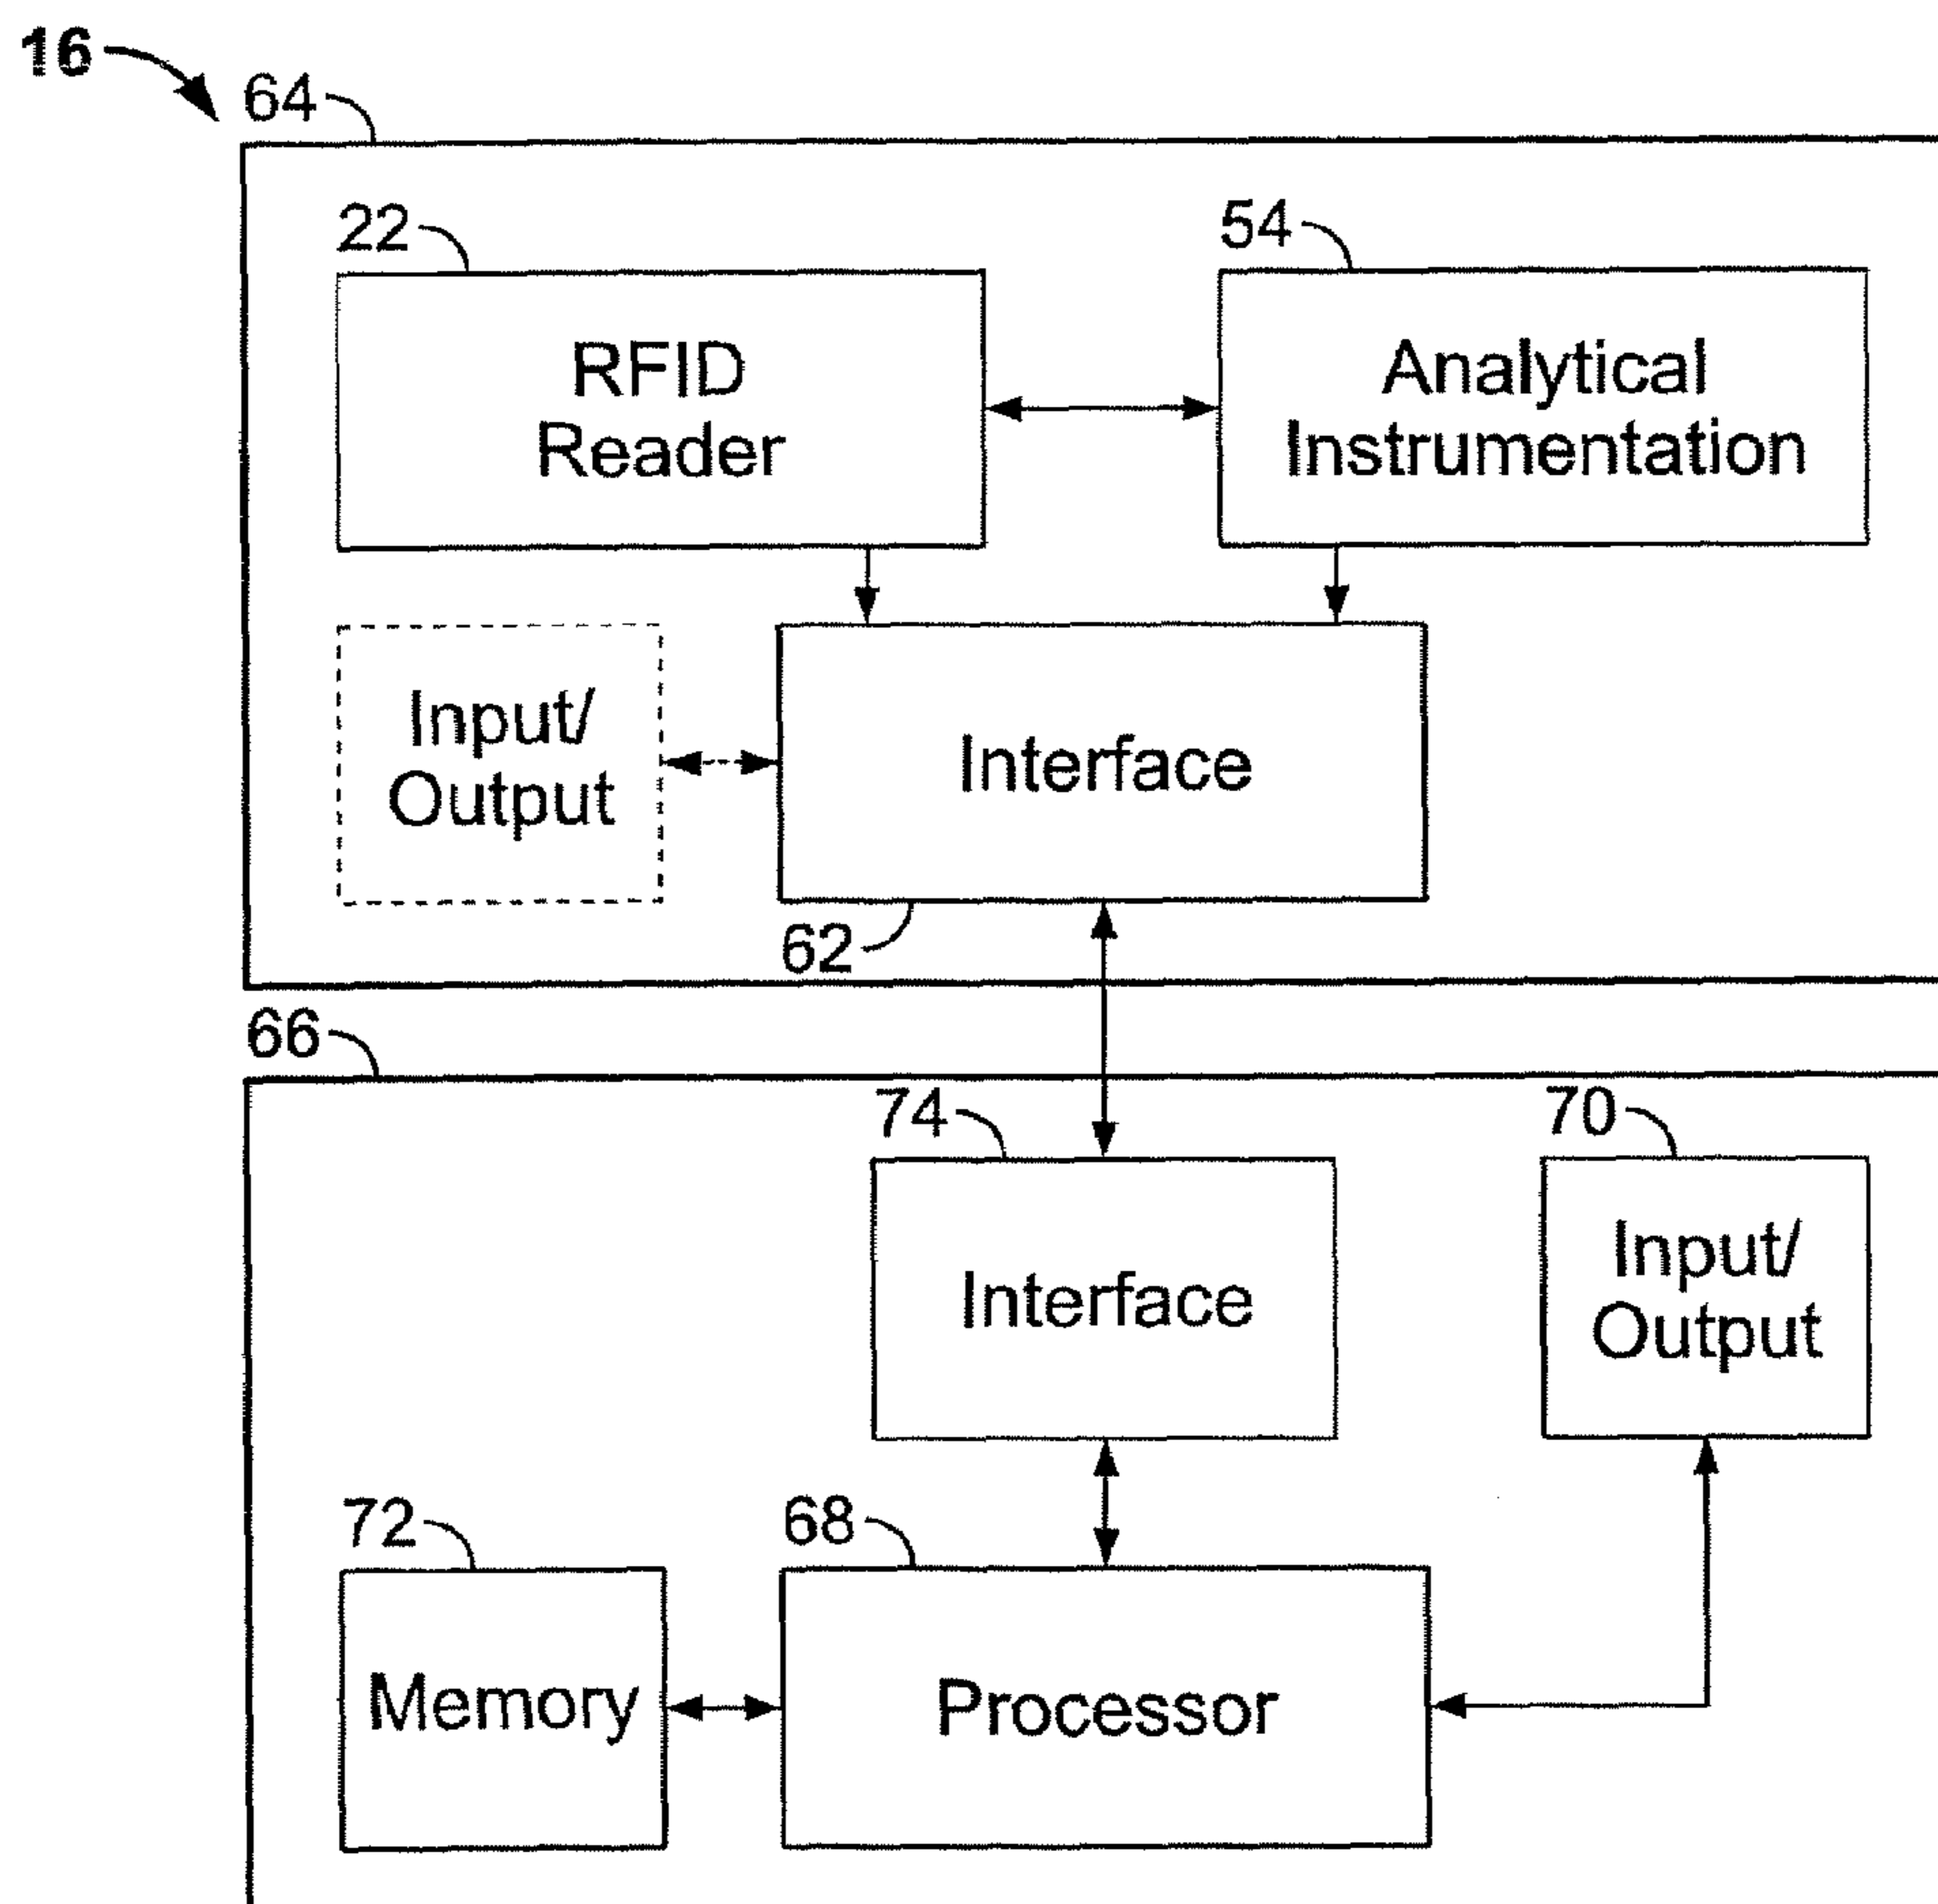 16
64
22
54
RFID
Reader
Analytical
Instrumentation
Input/
Output
Interface
62
66
74
70
Interface
Input/
Output
72
68
Memory
Processor